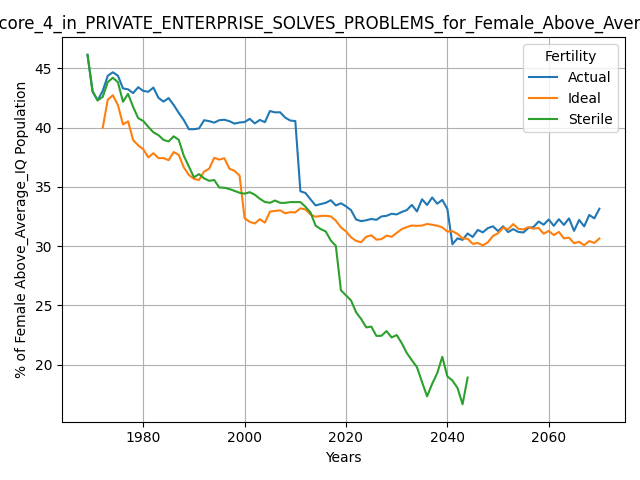 core_4_in_PRIVATE_ENTERPRISE_SOLVES_PROBLEMS_for_Female_Above_Aver
Fertility
Actual
Ideal
Sterile
% of Female Above_Average_IQ Population
45
40
35
30
25
20
1980
2000
2020
2040
2060
Years